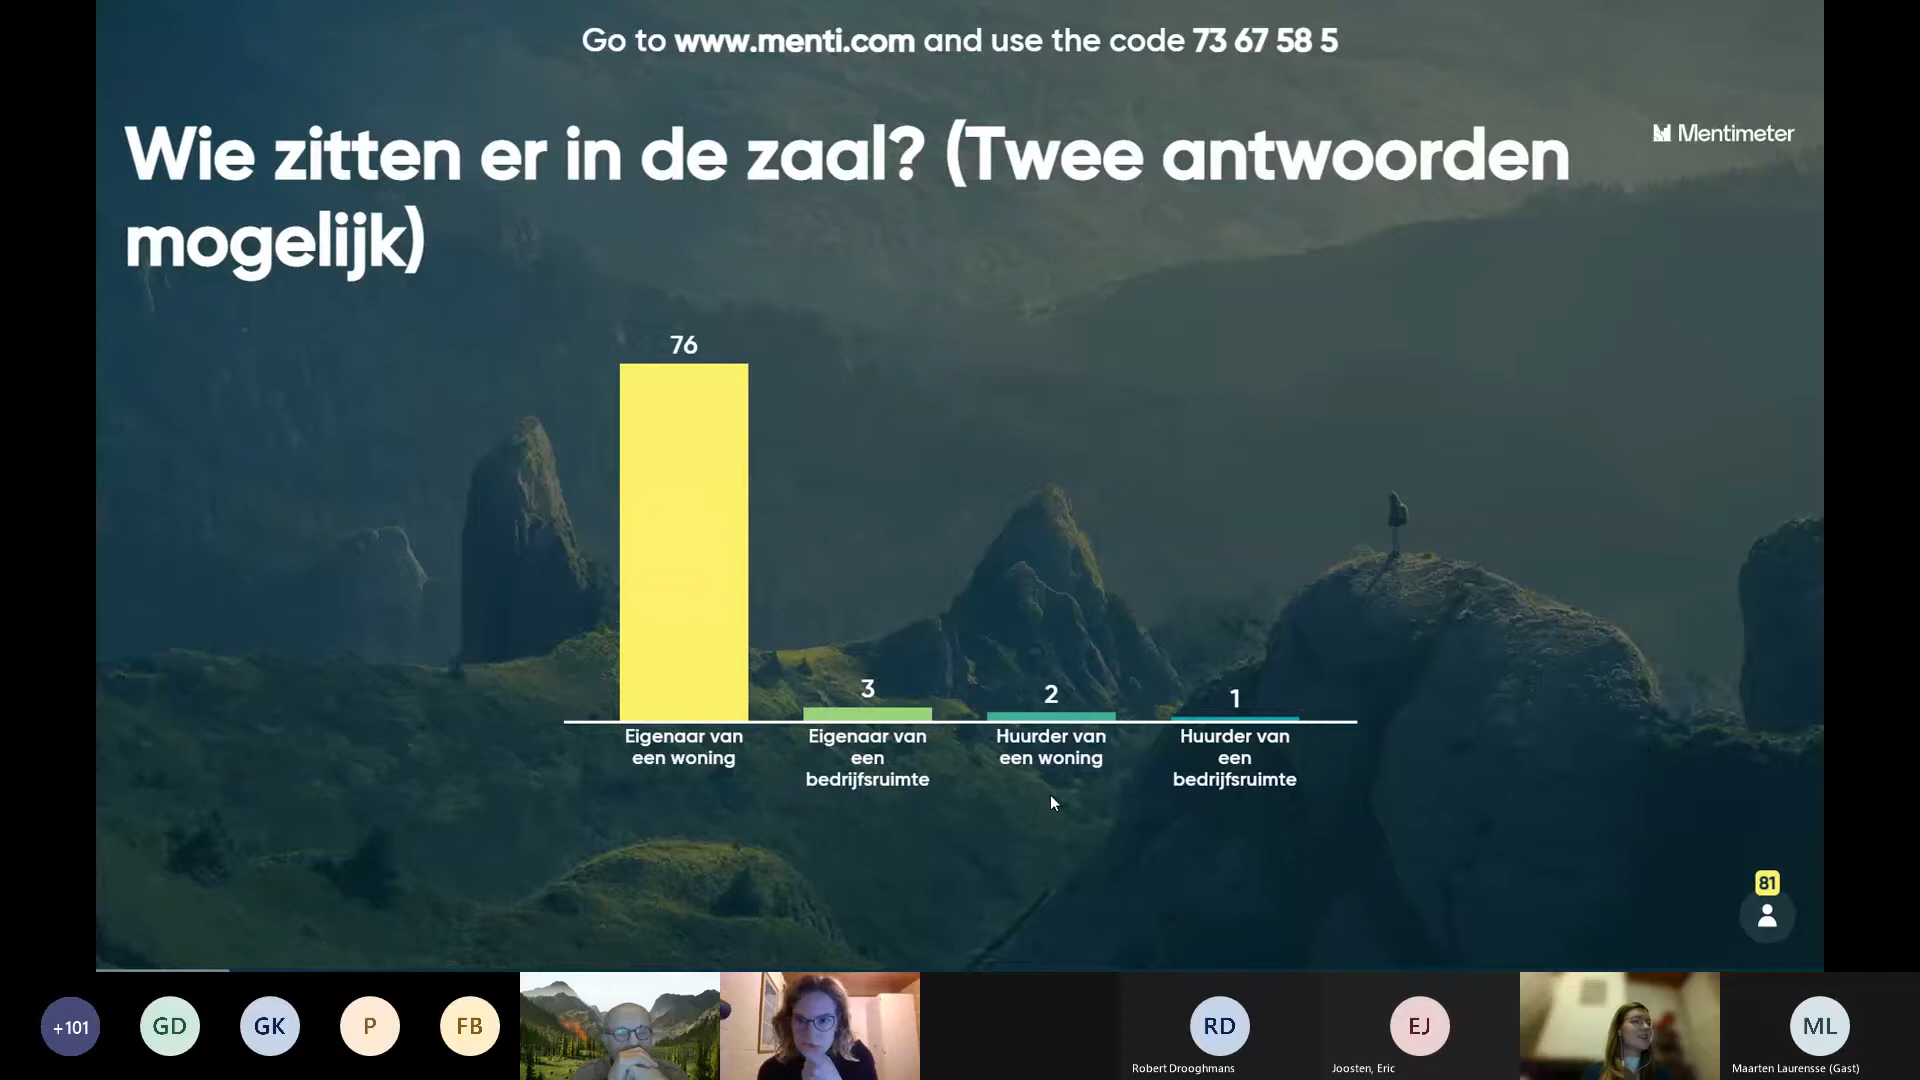 Go to www.menti.com and use the code 73 67 58 5
Mentimeter
Wie zitten er in de zaal? (Twee antwoorden
mogelijk)
76
3
2
1
Eigenaar van
een woning
Eigenaar van
een
bedrijfsruimte
Huurder van
een woning
Huurder van
een
bedrijfsruimte
81
+101
GD
GK
P
FB
RD
Robert Drooghmans
EJ
Joosten, Eric
ML
Maarten Laurensse (Gast)